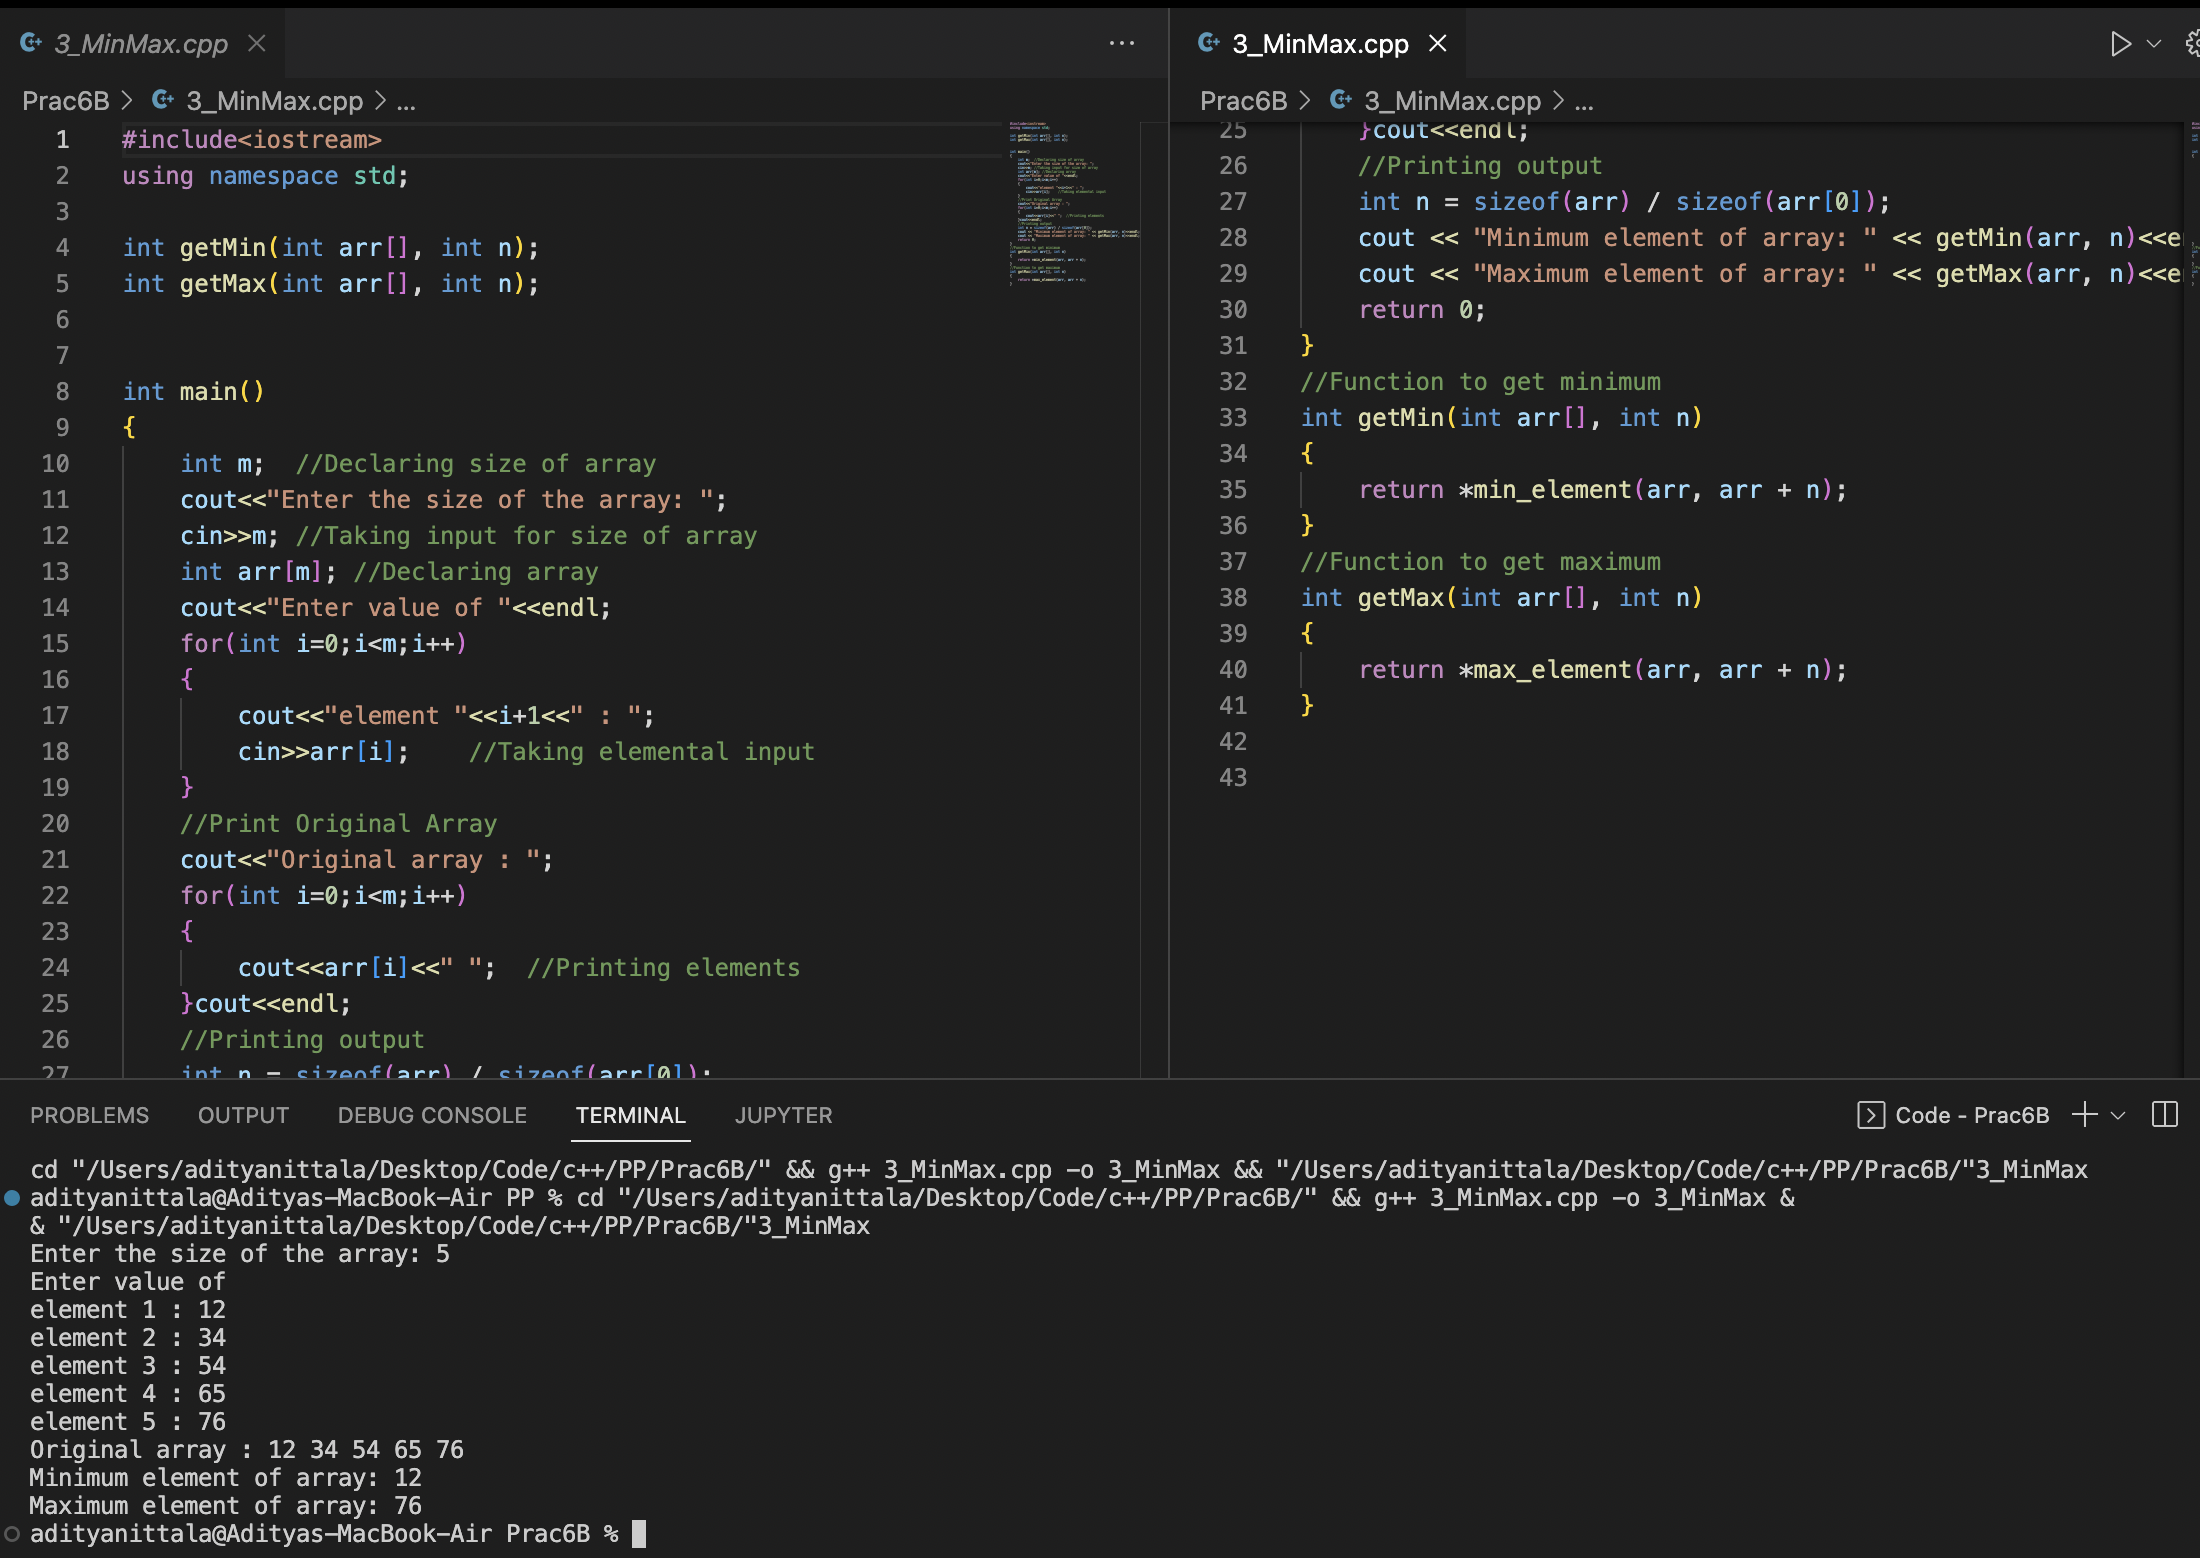 3_MinMax.cpp
Prac6B > 3_MinMax.cpp > ...
1 #include<iostream>
2 using namespace std;
3
4 int getMin(int arr[], int n);
5 int getMax(int arr[], int n);
6
7
8 int main()
9 {
10 int m;  //Declaring size of array
11 cout<<"Enter the size of the array: ";
12 cin>>m; //Taking input for size of array
13 int arr[m]; //Declaring array
14 cout<<"Enter value of "<<endl;
15 for(int i=0;i<m;i++)
16 {
17 cout<<"element "<<i+1<<" : ";
18 cin>>arr[i];    //Taking elemental input
19 }
20 //Print Original Array
21 cout<<"Original array : ";
22 for(int i=0;i<m;i++)
23 {
24 cout<<arr[i]<<" ";  //Printing elements
25 }cout<<endl;
26 //Printing output
27 int n = sizeof(arr) / sizeof(arr[0]);
3_MinMax.cpp
Prac6B > 3_MinMax.cpp > ...
25 }cout<<endl;
26 //Printing output
27 int n = sizeof(arr) / sizeof(arr[0]);
28 cout << "Minimum element of array: " << getMin(arr, n)<<e
29 cout << "Maximum element of array: " << getMax(arr, n)<<e
30 return 0;
31 }
32 //Function to get minimum
33 int getMin(int arr[], int n)
34 {
35 return *min_element(arr, arr + n);
36 }
37 //Function to get maximum
38 int getMax(int arr[], int n)
39 {
40 return *max_element(arr, arr + n);
41 }
42
43
PROBLEMS OUTPUT DEBUG CONSOLE TERMINAL JUPYTER
Code - Prac6B
cd "/Users/adityanittala/Desktop/Code/c++/PP/Prac6B/" && g++ 3_MinMax.cpp -o 3_MinMax && "/Users/adityanittala/Desktop/Code/c++/PP/Prac6B/"3_MinMax
adityanittala@Adityas-MacBook-Air PP % cd "/Users/adityanittala/Desktop/Code/c++/PP/Prac6B/" && g++ 3_MinMax.cpp -o 3_MinMax &
& "/Users/adityanittala/Desktop/Code/c++/PP/Prac6B/"3_MinMax
Enter the size of the array: 5
Enter value of
element 1 : 12
element 2 : 34
element 3 : 54
element 4 : 65
element 5 : 76
Original array : 12 34 54 65 76
Minimum element of array: 12
Maximum element of array: 76
adityanittala@Adityas-MacBook-Air Prac6B %